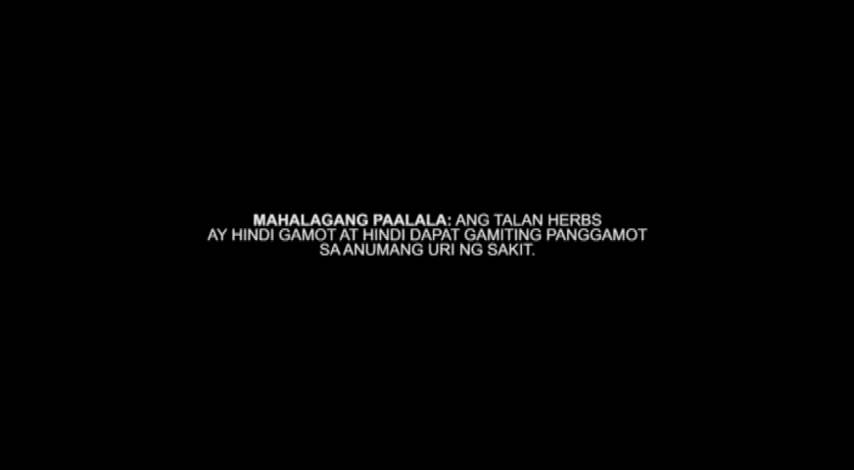 MAHALAGANG PAALALA: ANG TALAN HERBS
AY HINDI GAMOT AT HINDI DAPAT GAMITING PANGGAMOT
SA ANUMANG URI NG SAKIT.